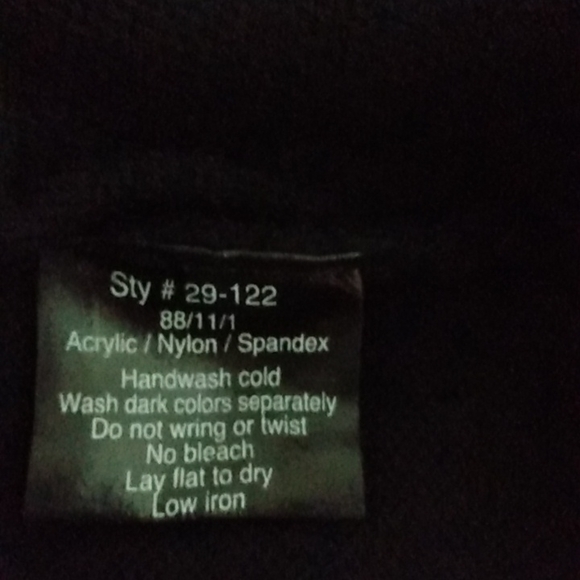 Sty # 29-122
88/11/1
Acrylic / Nylon / Spandex
Handwash cold
Wash dark colors separately
Do not wring or twist
No bleach
Lay flat to dry
Low iron